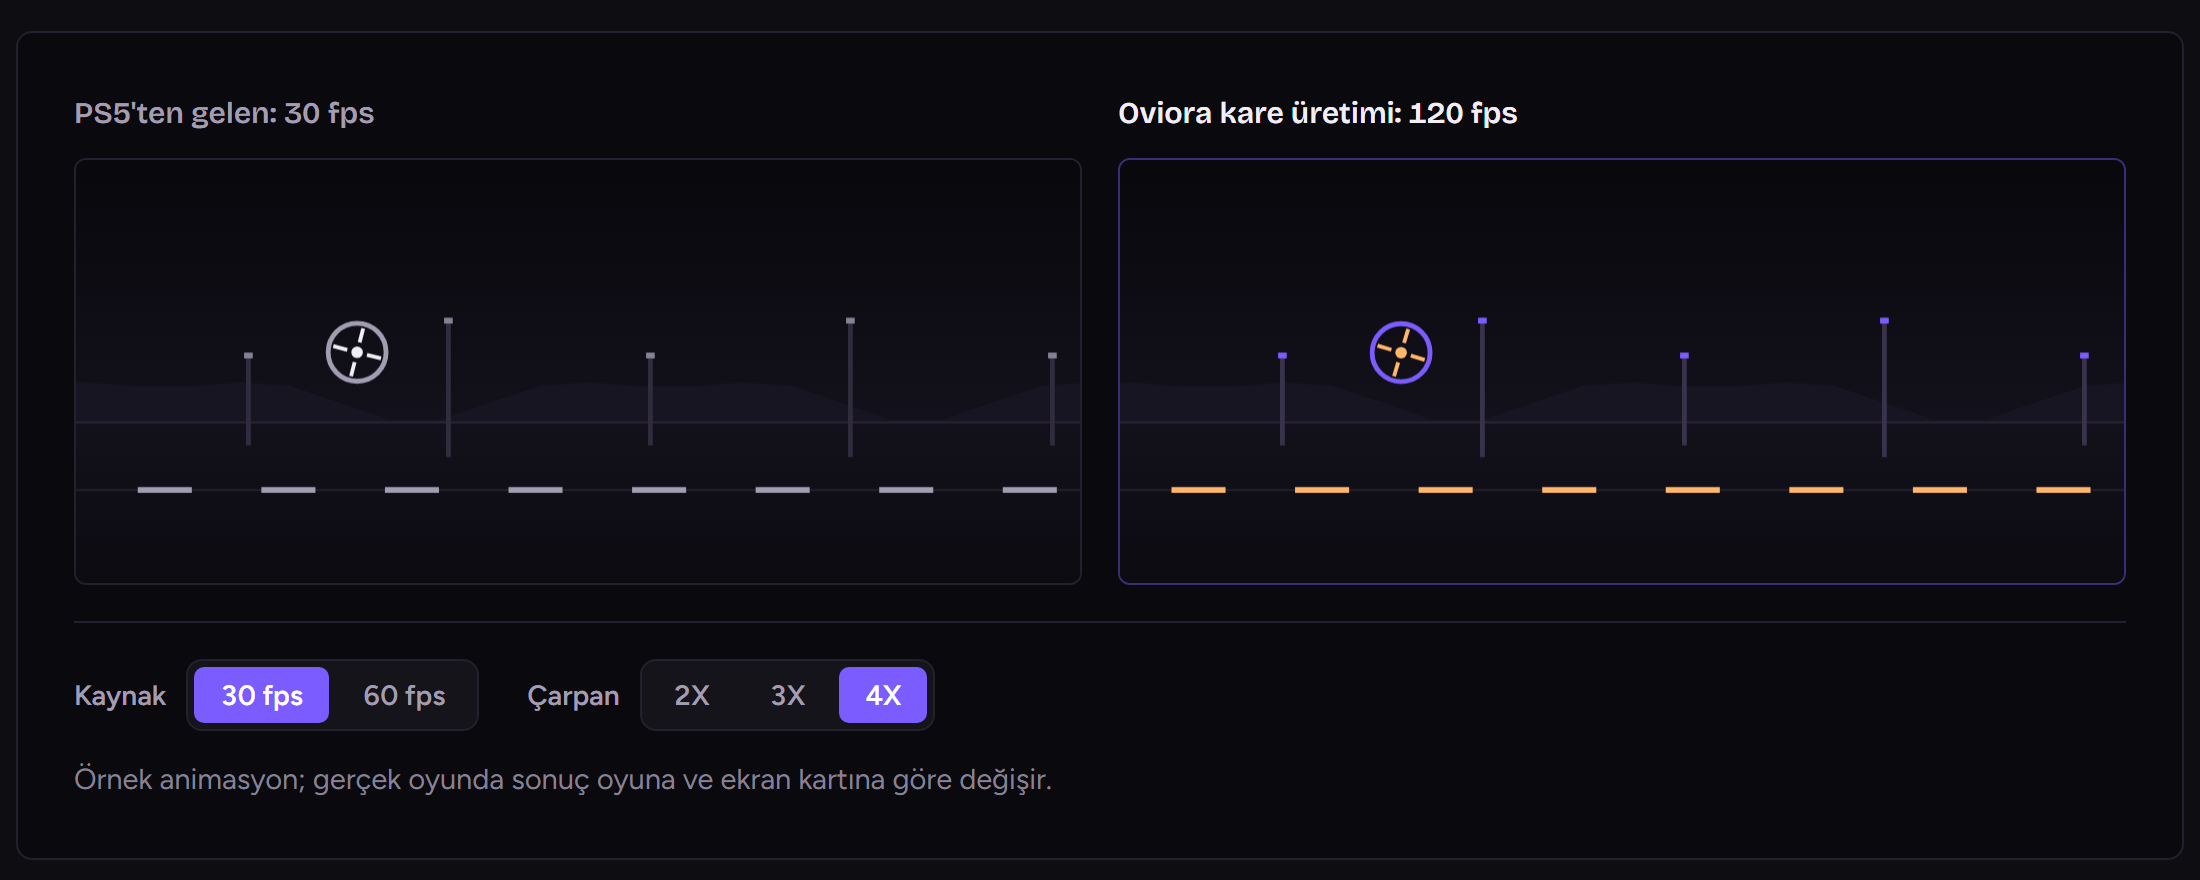 PS5'ten gelen: 30 fps
Oviora kare üretimi: 120 fps
Kaynak 30 fps 60 fps Çarpan 2X 3X 4X
Örnek animasyon; gerçek oyunda sonuç oyuna ve ekran kartına göre değişir.